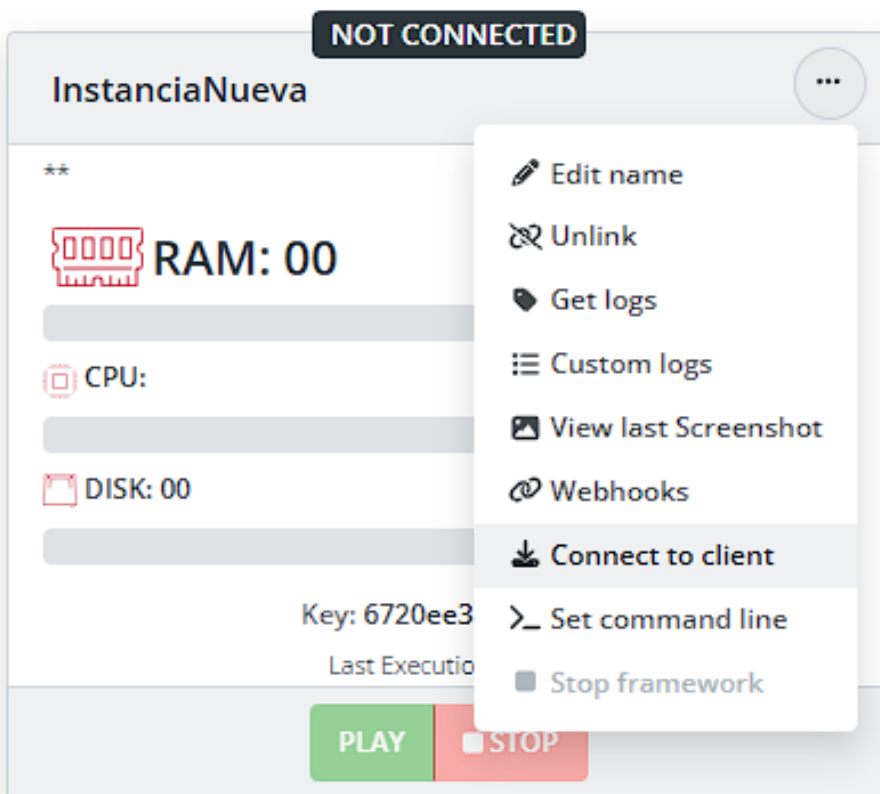 NOT CONNECTED
InstanciaNueva
...
**
RAM: 00
CPU:
DISK: 00
Key: 6720ee3
Last Executio
PLAY
STOP
Edit name
Unlink
Get logs
Custom logs
View last Screenshot
Webhooks
Connect to client
Set command line
Stop framework